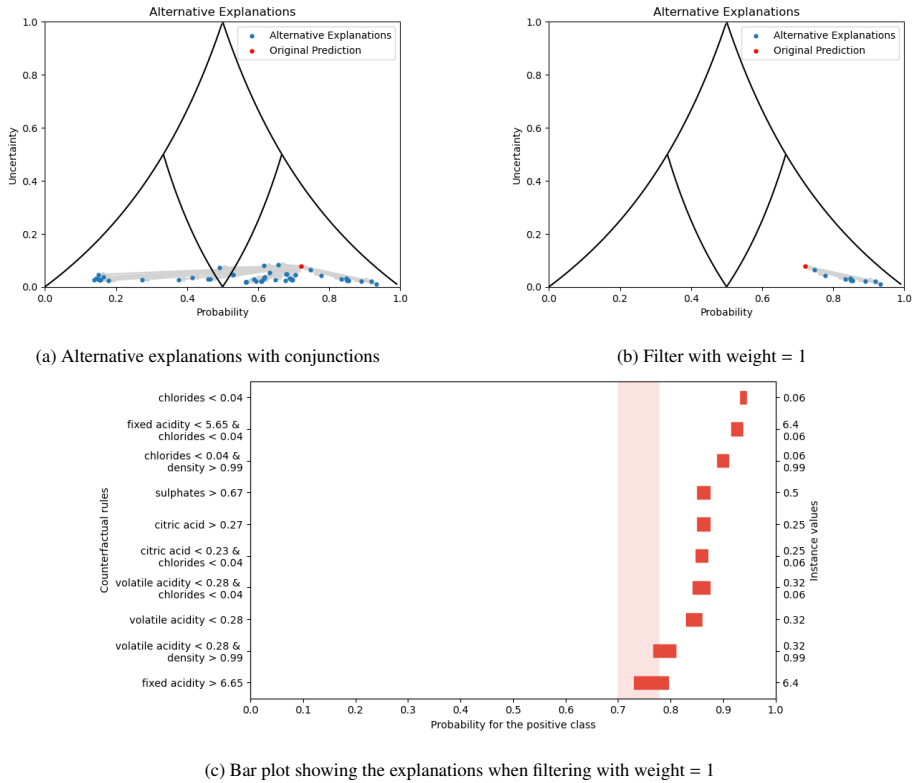 Alternative Explanations
1.0
0.8
0.6
0.4
0.2
0.0
Uncertainty
Alternative Explanations
Original Prediction
0.0 0.2 0.4 0.6 0.8 1.0
Probability
(a) Alternative explanations with conjunctions
Alternative Explanations
1.0
0.8
0.6
0.4
0.2
0.0
Uncertainty
Alternative Explanations
Original Prediction
0.0 0.2 0.4 0.6 0.8 1.0
Probability
(b) Filter with weight = 1
Counterfactual rules
chlorides < 0.04
fixed acidity < 5.65 &
chlorides < 0.04
chlorides < 0.04 &
density > 0.99
sulphates > 0.67
citric acid > 0.27
citric acid < 0.23 &
chlorides < 0.04
volatile acidity < 0.28 &
chlorides < 0.04
volatile acidity < 0.28
volatile acidity < 0.28 &
density > 0.99
fixed acidity > 6.65
0.06
6.4
0.06
0.06
0.99
0.5
0.25
0.25
0.06
0.32
0.06
0.32
0.32
0.99
6.4
Instance values
0.0 0.1 0.2 0.3 0.4 0.5 0.6 0.7 0.8 0.9 1.0
Probability for the positive class
(c) Bar plot showing the explanations when filtering with weight = 1